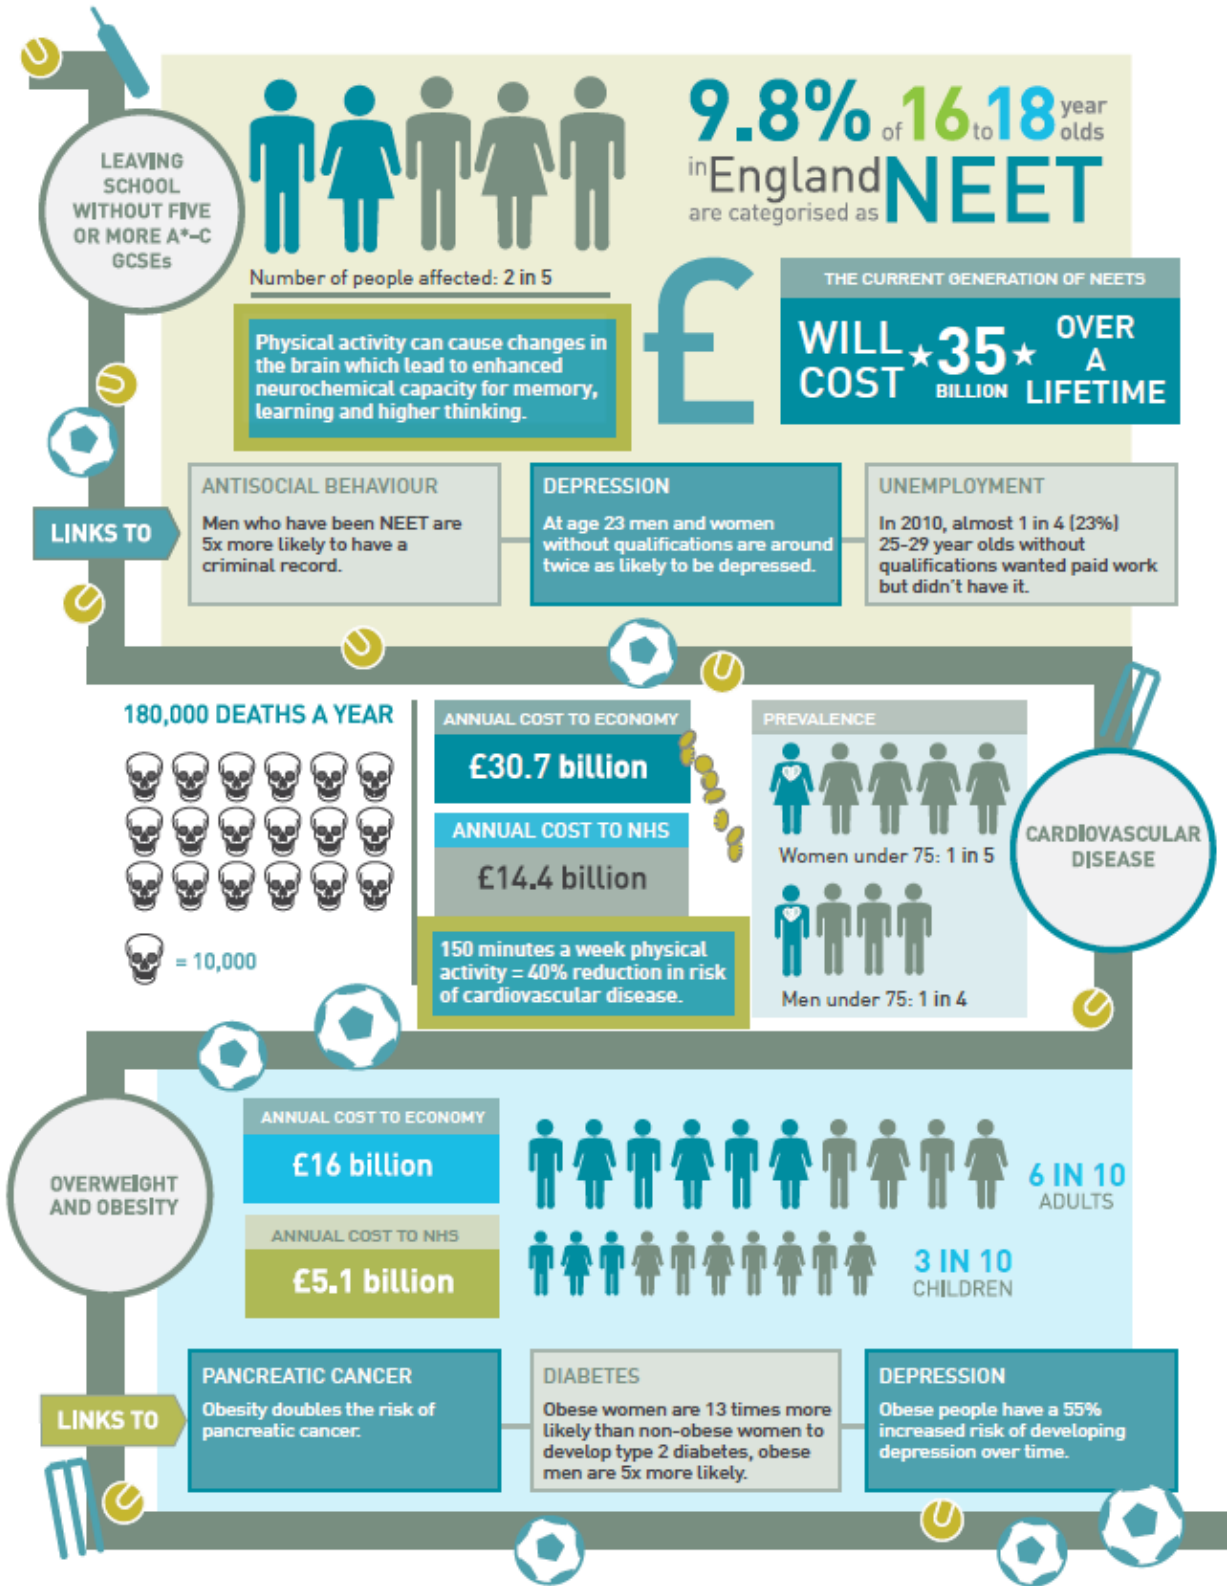 LEAVING
SCHOOL
WITHOUT FIVE
OR MORE A*–C
GCSEs
Number of people affected: 2 in 5
9.8% of 16 to 18 year olds
in England NEET
are categorised as
Physical activity can cause changes in
the brain which lead to enhanced
neurochemical capacity for memory,
learning and higher thinking.
£
THE CURRENT GENERATION OF NEETS
WILL COST
35
BILLION
OVER
A
LIFETIME
LINKS TO
ANTISOCIAL BEHAVIOUR
Men who have been NEET are
5x more likely to have a
criminal record.
DEPRESSION
At age 23 men and women
without qualifications are around
twice as likely to be depressed.
UNEMPLOYMENT
In 2010, almost 1 in 4 (23%)
25-29 year olds without
qualifications wanted paid work
but didn't have it.
180,000 DEATHS A YEAR
= 10,000
ANNUAL COST TO ECONOMY
£30.7 billion
ANNUAL COST TO NHS
£14.4 billion
150 minutes a week physical
activity = 40% reduction in risk
of cardiovascular disease.
PREVALENCE
Women under 75: 1 in 5
Men under 75: 1 in 4
CARDIOVASCULAR
DISEASE
OVERWEIGHT
AND OBESITY
ANNUAL COST TO ECONOMY
£16 billion
ANNUAL COST TO NHS
£5.1 billion
6 IN 10
ADULTS
3 IN 10
CHILDREN
LINKS TO
PANCREATIC CANCER
Obesity doubles the risk of
pancreatic cancer.
DIABETES
Obese women are 13 times more
likely than non-obese women to
develop type 2 diabetes, obese
men are 5x more likely.
DEPRESSION
Obese people have a 55%
increased risk of developing
depression over time.